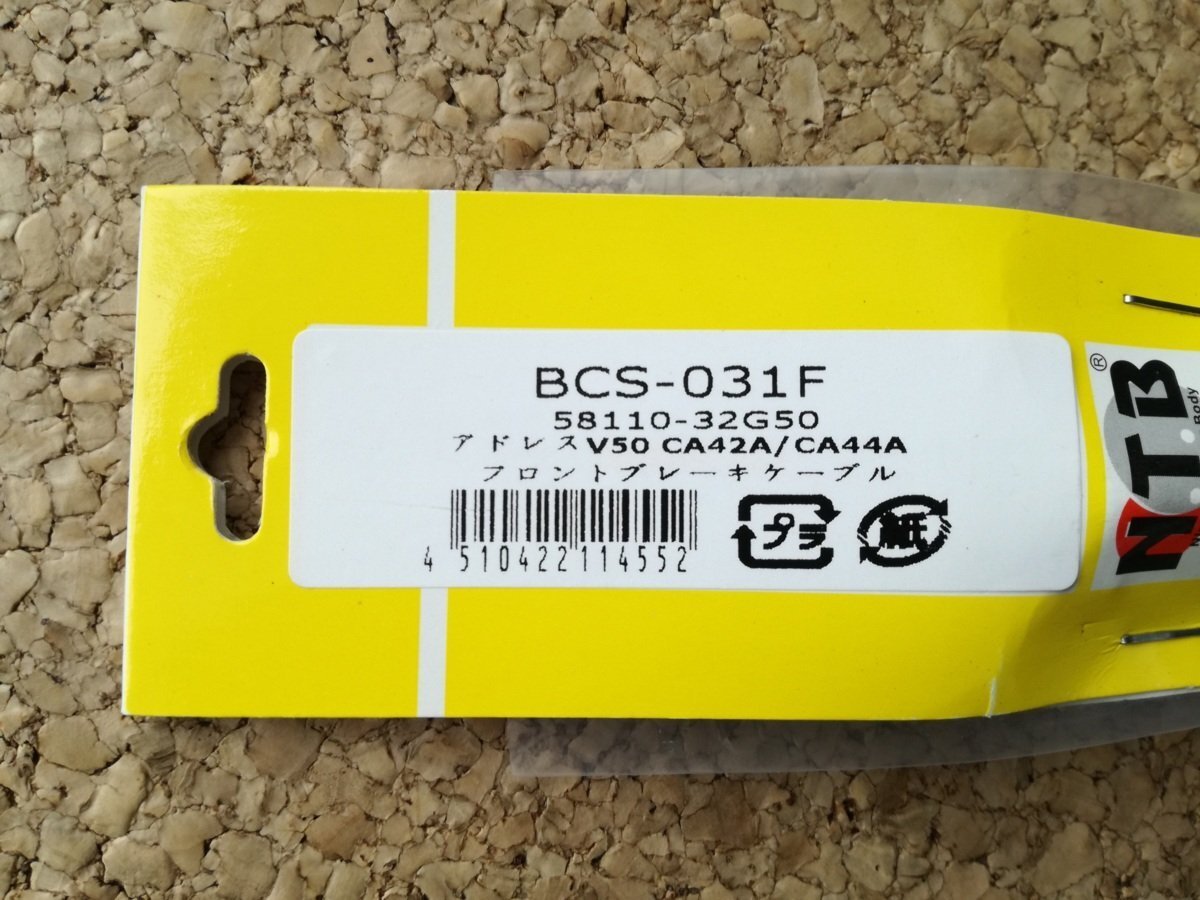 BCS-031F
58110-32G50
アドレスV50 CA42A/CA44A
フロントブレーキケーブル
4 510422 114552
プラ
紙
NTB
®